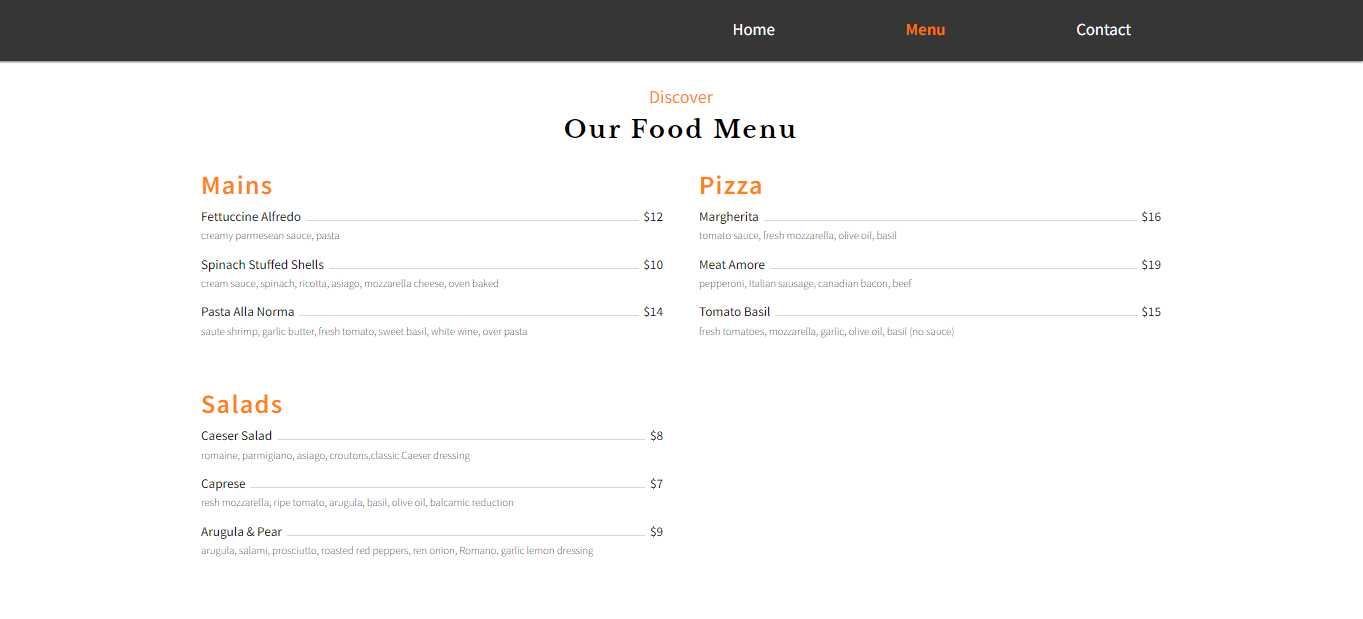 Home Menu Contact
Discover
Our Food Menu
Mains
Fettuccine Alfredo $12
creamy parmesean sauce, pasta
Spinach Stuffed Shells $10
cream sauce, spinach, ricotta, asiago, mozzarella cheese, oven baked
Pasta Alla Norma $14
saute shrimp, garlic butter, fresh tomato, sweet basil, white wine, over pasta
Pizza
Margherita $16
tomato sauce, fresh mozzarella, olive oil, basil
Meat Amore $19
pepperoni, Italian sausage, canadian bacon, beef
Tomato Basil $15
fresh tomatoes, mozzarella, garlic, olive oil, basil (no sauce)
Salads
Caeser Salad $8
romaine, parmigiano, asiago, croutons,classic Caeser dressing
Caprese $7
resh mozzarella, ripe tomato, arugula, basil, olive oil, balcamic reduction
Arugula & Pear $9
arugula, salami, prosciutto, roasted red peppers, ren onion, Romano, garlic lemon dressing